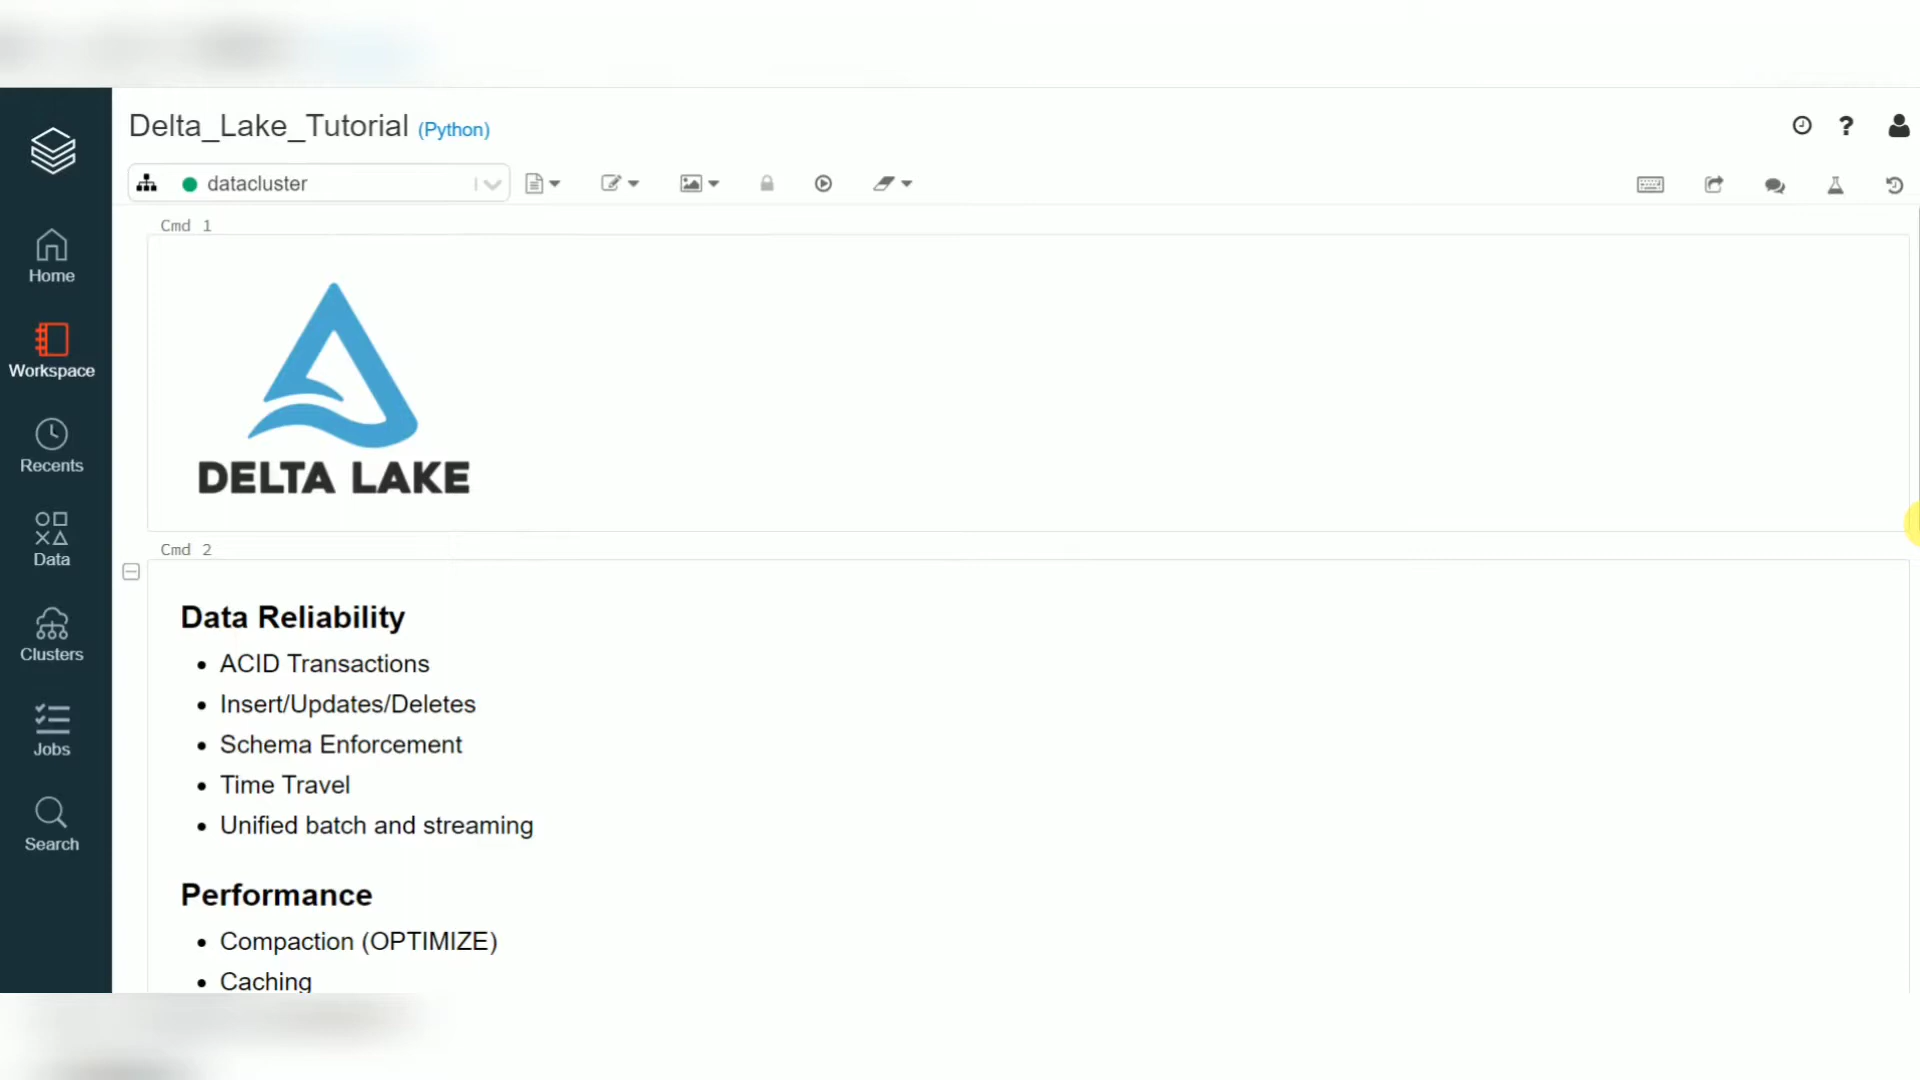 Delta_Lake_Tutorial (Python)
?
datacluster
Cmd 1
DELTA LAKE
Home
Workspace
Recents
Data
Clusters
Jobs
Search
Cmd 2
Data Reliability
ACID Transactions
Insert/Updates/Deletes
Schema Enforcement
Time Travel
Unified batch and streaming
Performance
Compaction (OPTIMIZE)
Caching